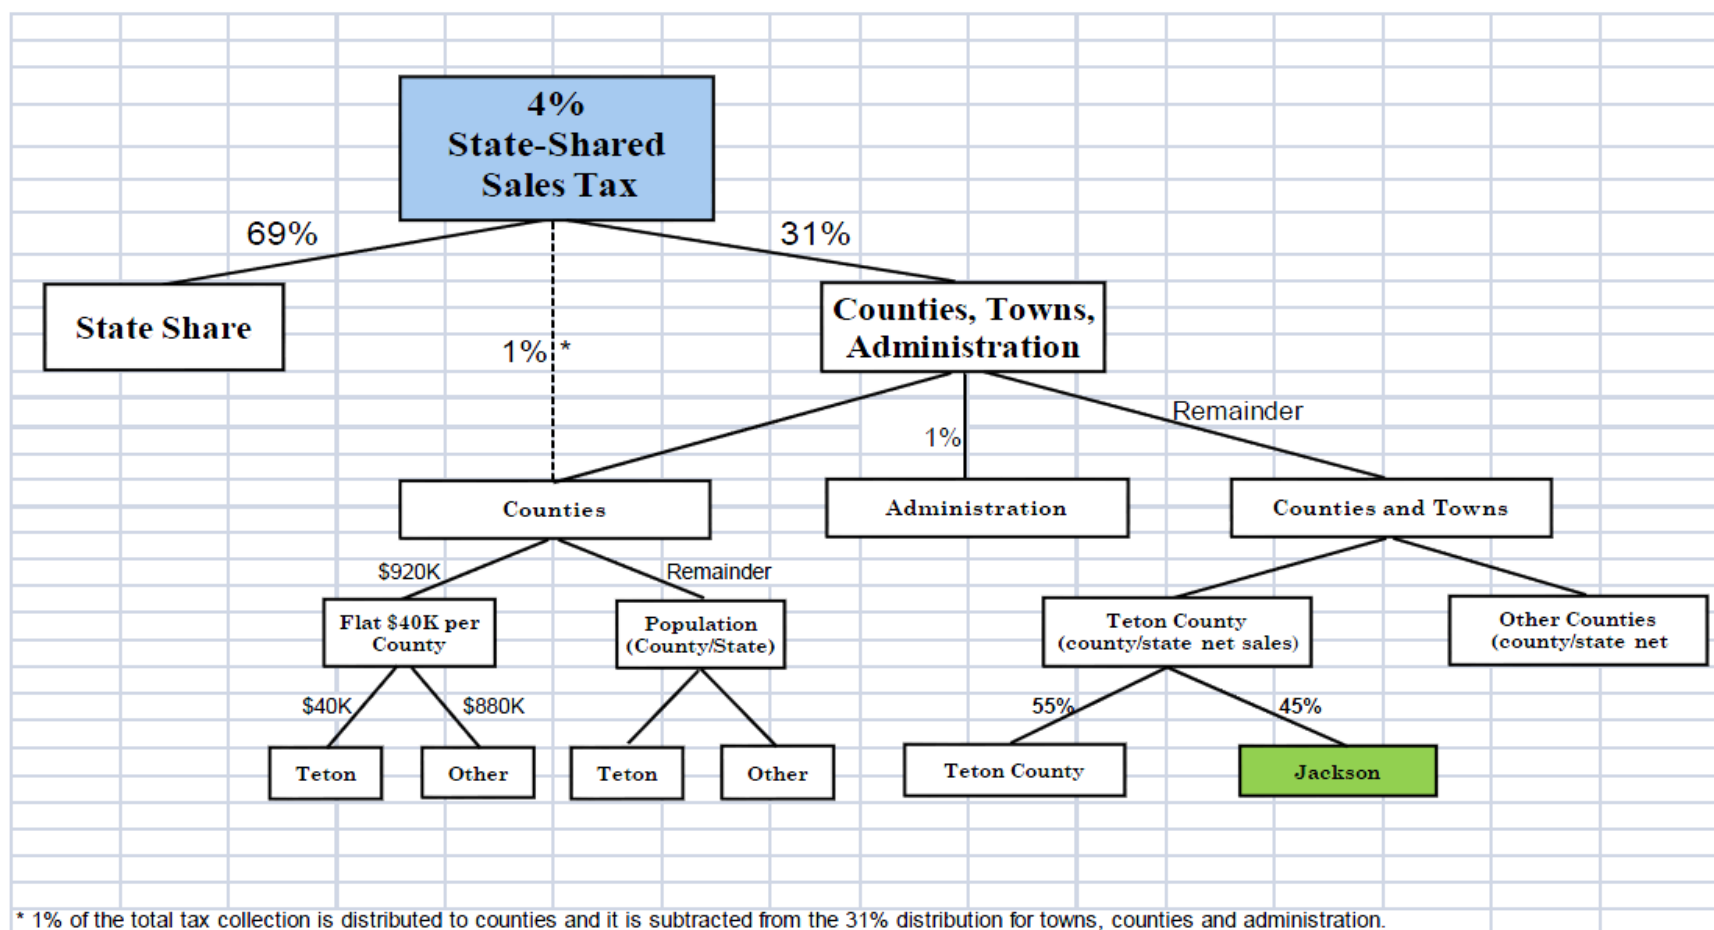 4%
State-Shared
Sales Tax
69%
31%
State Share
1% *
Counties, Towns,
Administration
1%
Remainder
Counties
Administration
Counties and Towns
$920K
Remainder
Flat $40K per
County
Population
(County/State)
Teton County
(county/state net sales)
Other Counties
(county/state net
$40K
$880K
55%
45%
Teton
Other
Teton
Other
Teton County
Jackson
* 1% of the total tax collection is distributed to counties and it is subtracted from the 31% distribution for towns, counties and administration.